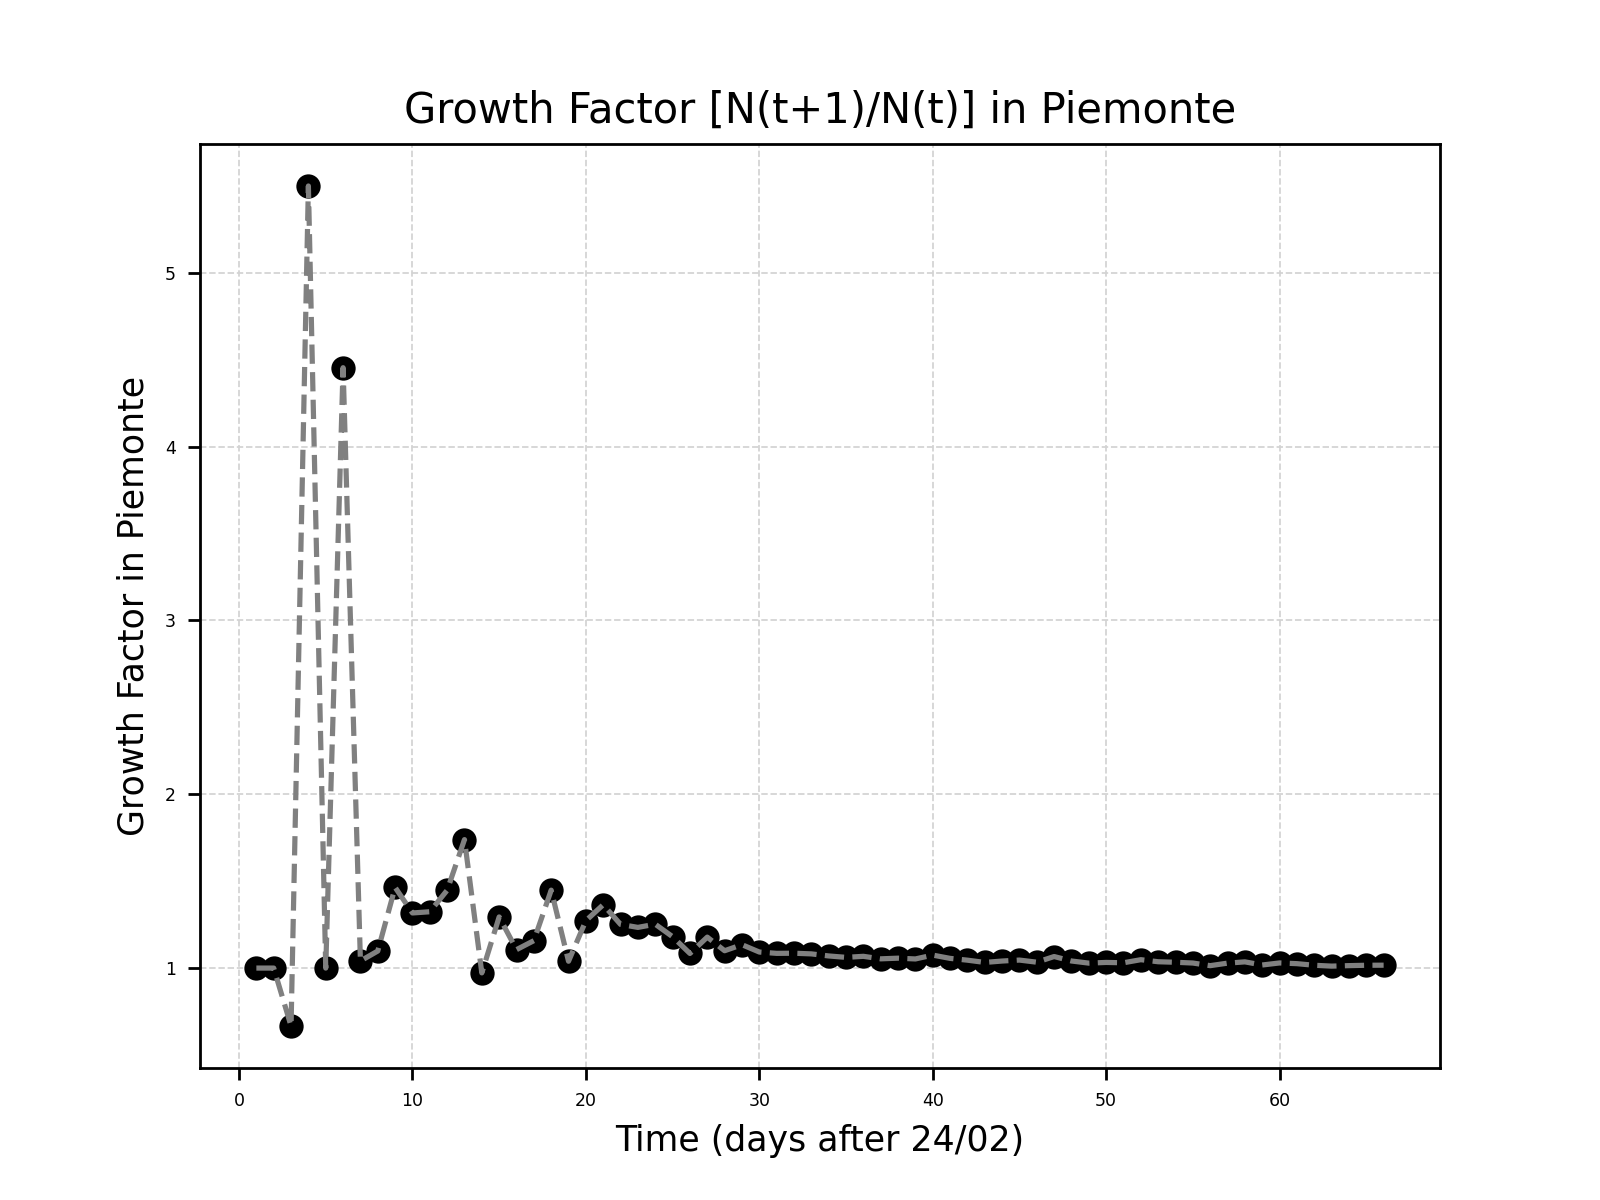 Growth Factor [N(t+1)/N(t)] in Piemonte
Growth Factor in Piemonte
5
4
3
2
1
0 10 20 30 40 50 60
Time (days after 24/02)